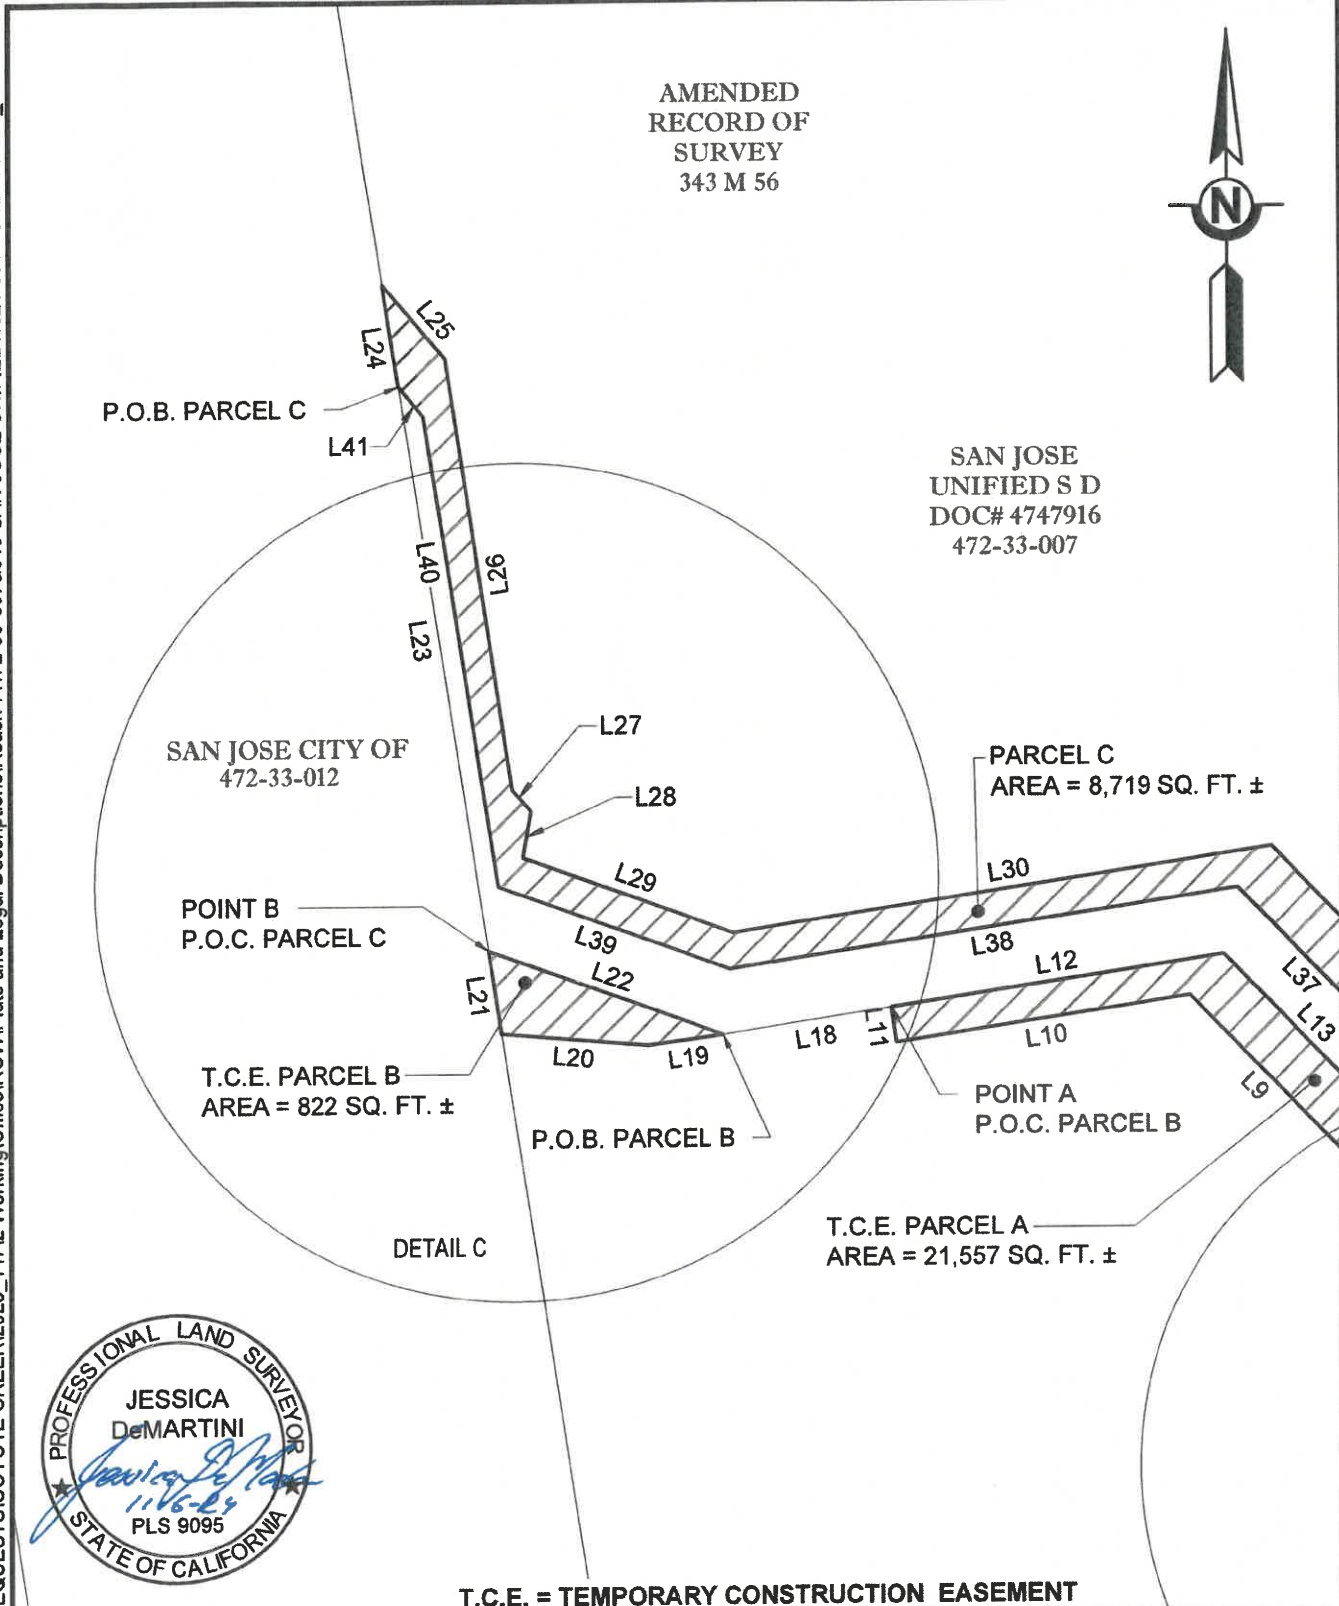 AMENDED
RECORD OF
SURVEY
343 M 56
N
L25
L24
P.O.B. PARCEL C
L41
SAN JOSE
UNIFIED S D
DOC# 4747916
472-33-007
L40
L26
L23
L27
SAN JOSE CITY OF
472-33-012
L28
PARCEL C
AREA = 8,719 SQ. FT. ±
L29
L30
POINT B
P.O.C. PARCEL C
L39
L38
L22
L12
L21
L37
L13
L11
L18
L10
L20
L19
L9
T.C.E. PARCEL B
AREA = 822 SQ. FT. ±
POINT A
P.O.C. PARCEL B
P.O.B. PARCEL B
T.C.E. PARCEL A
AREA = 21,557 SQ. FT. ±
DETAIL C
PROFESSIONAL LAND SURVEYOR
JESSICA
DeMARTINI
PLS 9095
STATE OF CALIFORNIA
T.C.E. = TEMPORARY CONSTRUCTION EASEMENT